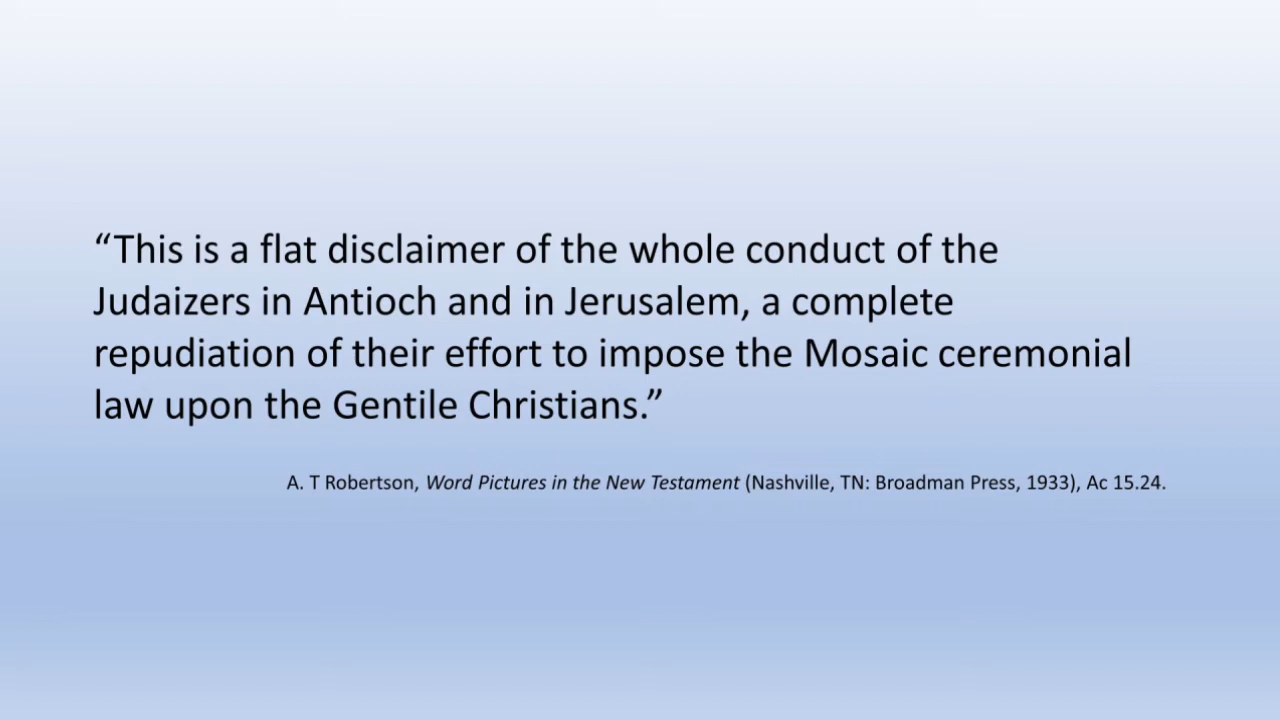 “This is a flat disclaimer of the whole conduct of the
Judaizers in Antioch and in Jerusalem, a complete
repudiation of their effort to impose the Mosaic ceremonial
law upon the Gentile Christians.”
A. T Robertson, Word Pictures in the New Testament (Nashville, TN: Broadman Press, 1933), Ac 15.24.